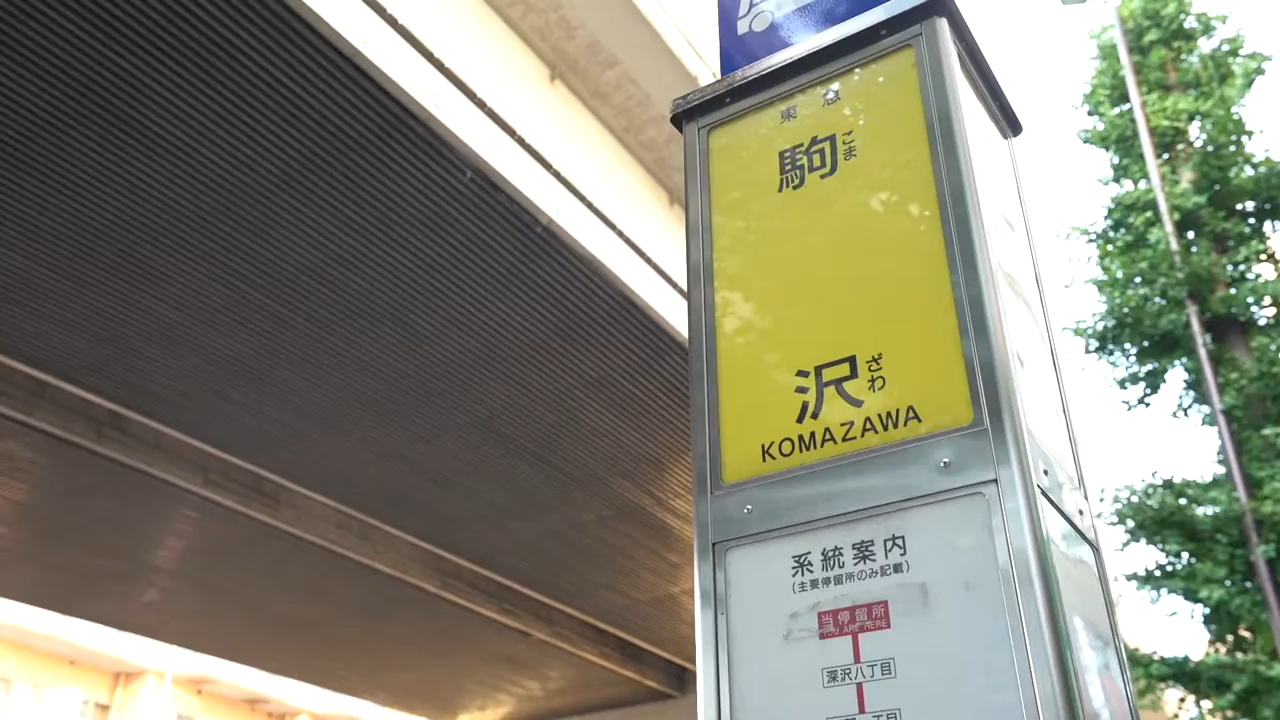 東急
駒
こま
沢
ざわ
KOMAZAWA
系統案内
(主要停留所のみ記載)
当停留所
YOU ARE HERE
深沢八丁目